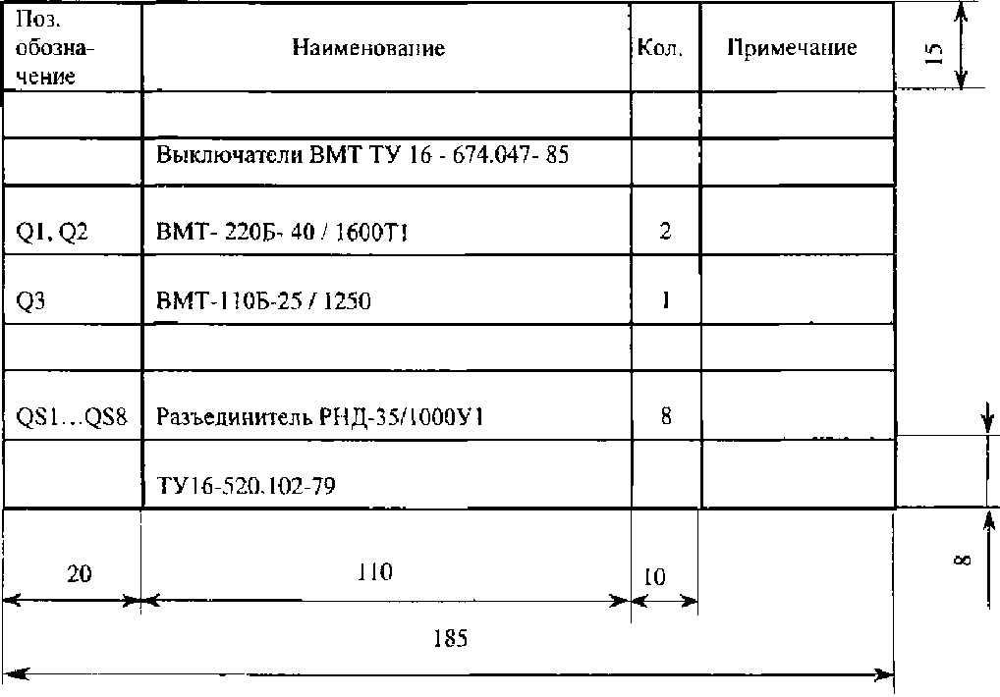 Поз.
обозна-
чение
Наименование
Кол.
Примечание
15
Выключатели ВМТ ТУ 16 - 674.047- 85
Q1, Q2
ВМТ- 220Б- 40 / 1600Т1
2
Q3
ВМТ-110Б-25 / 1250
1
QS1...QS8
Разъединитель РНД-35/1000У1
8
ТУ16-520.102-79
8
20
110
10
185